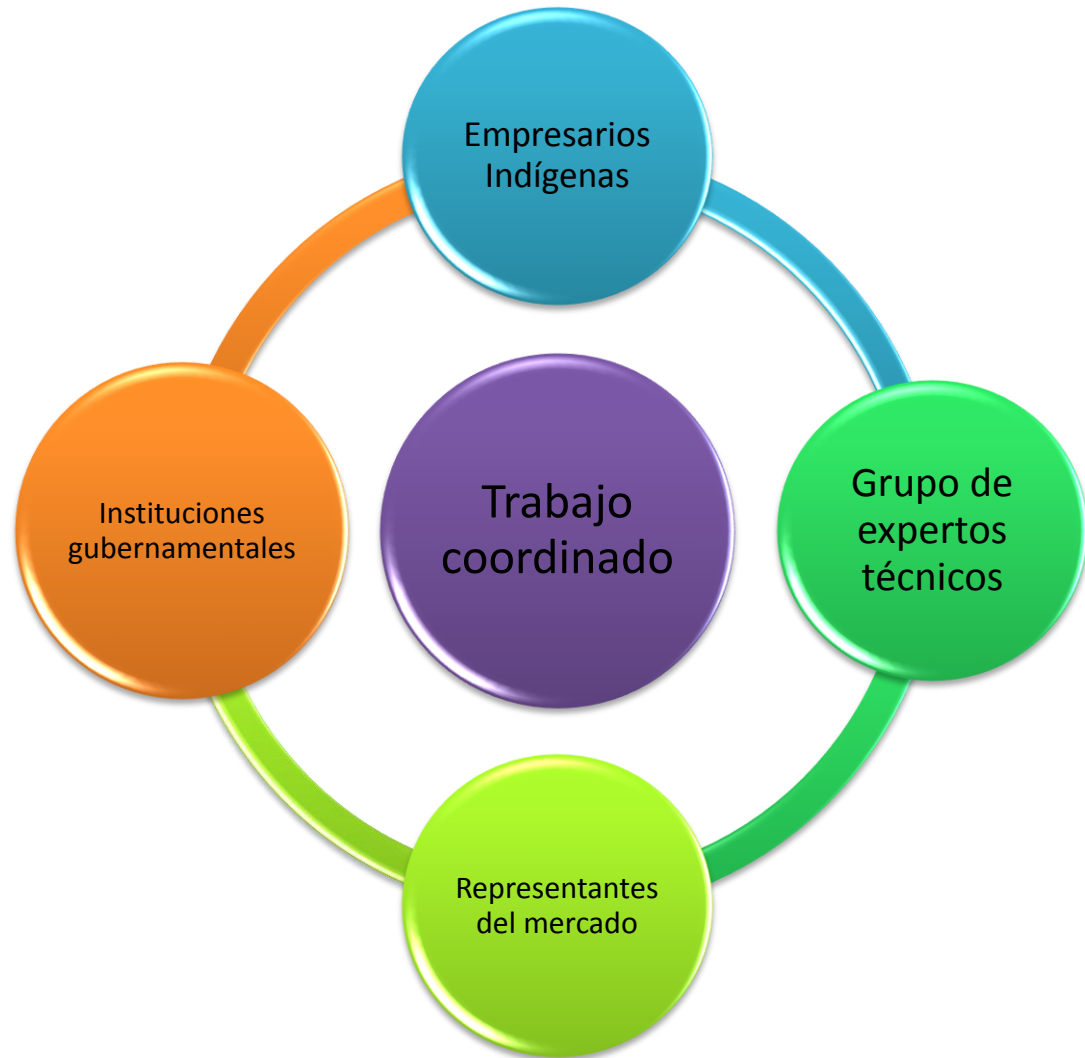 Empresarios
Indígenas
Instituciones
gubernamentales
Trabajo
coordinado
Grupo de
expertos
técnicos
Representantes
del mercado